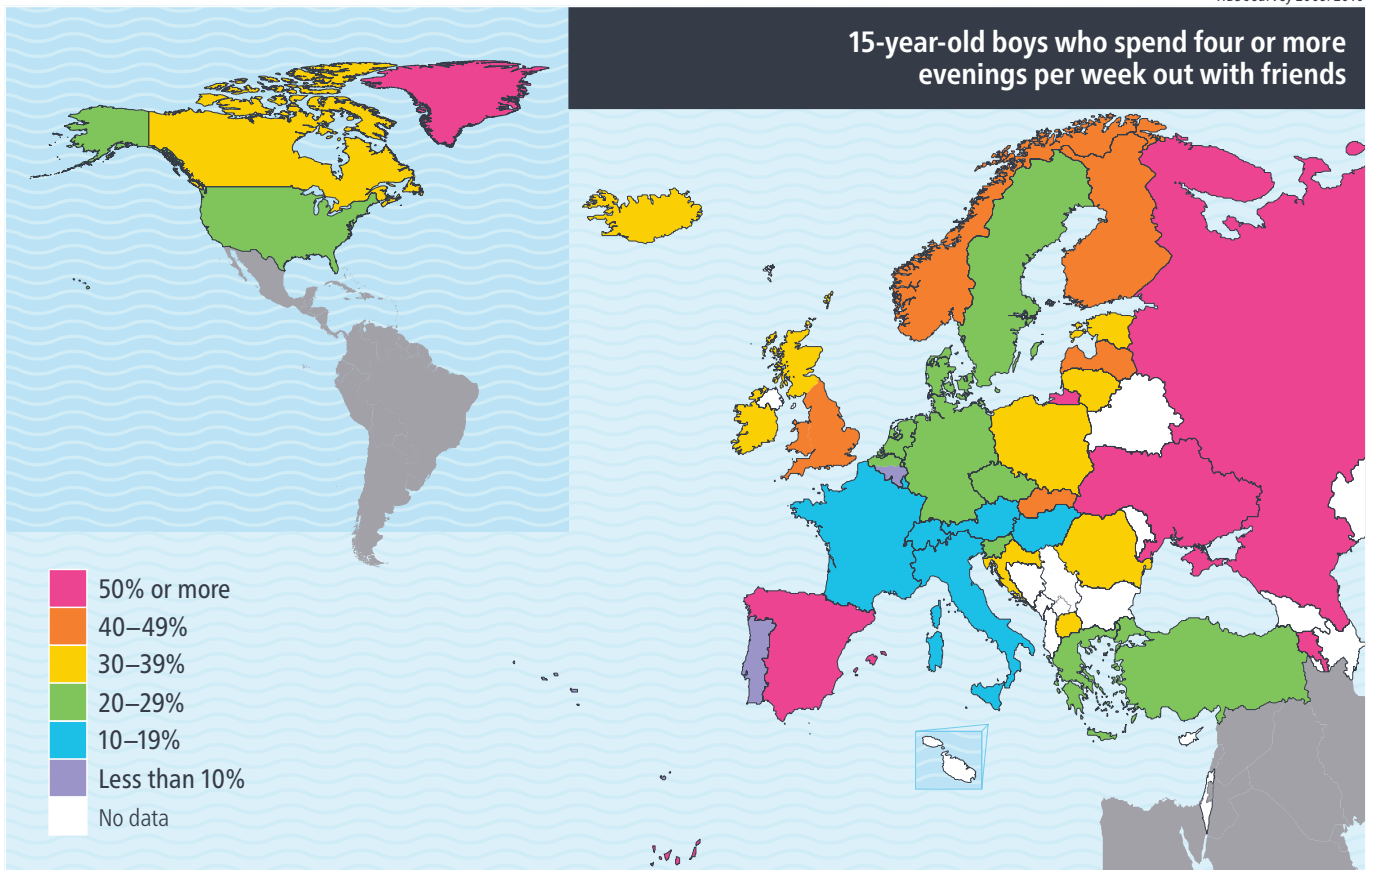 15-year-old boys who spend four or more
evenings per week out with friends
50% or more
40–49%
30–39%
20–29%
10–19%
Less than 10%
No data